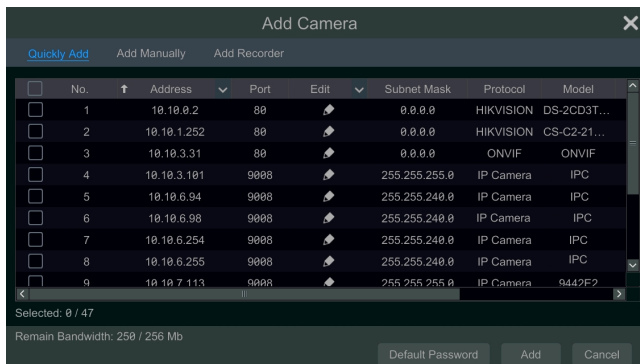 Add Camera
Quickly Add Add Manually Add Recorder
No. Address Port Edit Subnet Mask Protocol Model
1 10.10.0.2 80 0.0.0.0 HIKVISION DS-2CD3T...
2 10.10.1.252 80 0.0.0.0 HIKVISION CS-C2-21...
3 10.10.3.31 80 0.0.0.0 ONVIF ONVIF
4 10.10.3.101 9008 255.255.255.0 IP Camera IPC
5 10.10.6.94 9008 255.255.240.0 IP Camera IPC
6 10.10.6.98 9008 255.255.240.0 IP Camera IPC
7 10.10.6.254 9008 255.255.240.0 IP Camera IPC
8 10.10.6.255 9008 255.255.240.0 IP Camera IPC
9 10.10.7.113 9008 255.255.255.0 IP Camera 9442E2
Selected: 0 / 47
Remain Bandwidth: 250 / 256 Mb
Default Password Add Cancel